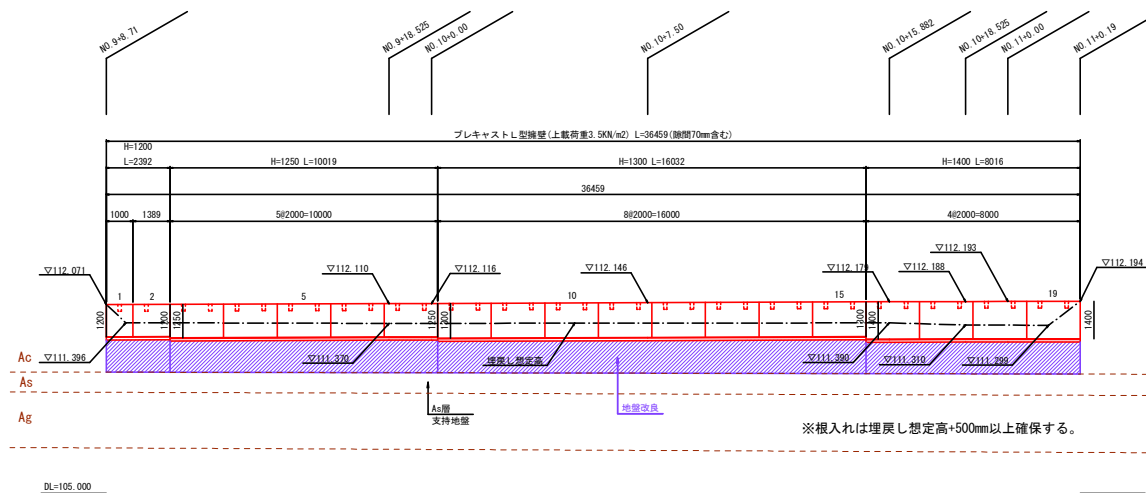 NO.9+8.71
NO.9+18.525
NO.10+0.00
NO.10+7.50
NO.10+15.882
NO.10+18.525
NO.11+0.00
NO.11+0.19
プレキャストL型擁壁(上載荷重3.5KN/m2) L=36459(隙間70mm含む)
H=1200
L=2392
H=1250 L=10019
H=1300 L=16032
H=1400 L=8016
36459
1000
1389
5@2000=10000
8@2000=16000
4@2000=8000
▽112.071
▽112.110
▽112.116
▽112.146
▽112.179
▽112.188
▽112.193
▽112.194
1
2
5
10
15
19
1200
1200
1250
1250
1300
1300
1400
1400
▽111.396
▽111.370
埋戻し想定高
▽111.390
▽111.310
▽111.299
Ac
As
Ag
As層
支持地盤
地盤改良
※根入れは埋戻し想定高+500mm以上確保する。
DL=105.000